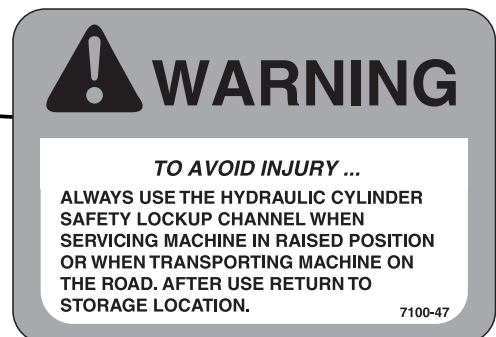 WARNING
TO AVOID INJURY ...
ALWAYS USE THE HYDRAULIC CYLINDER
SAFETY LOCKUP CHANNEL WHEN
SERVICING MACHINE IN RAISED POSITION
OR WHEN TRANSPORTING MACHINE ON
THE ROAD. AFTER USE RETURN TO
STORAGE LOCATION.
7100-47